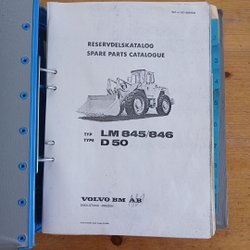 RESERVDELSKATALOG
SPARE PARTS CATALOGUE
TYP LM 845/846
TYPE D 50
VOLVO BM AB